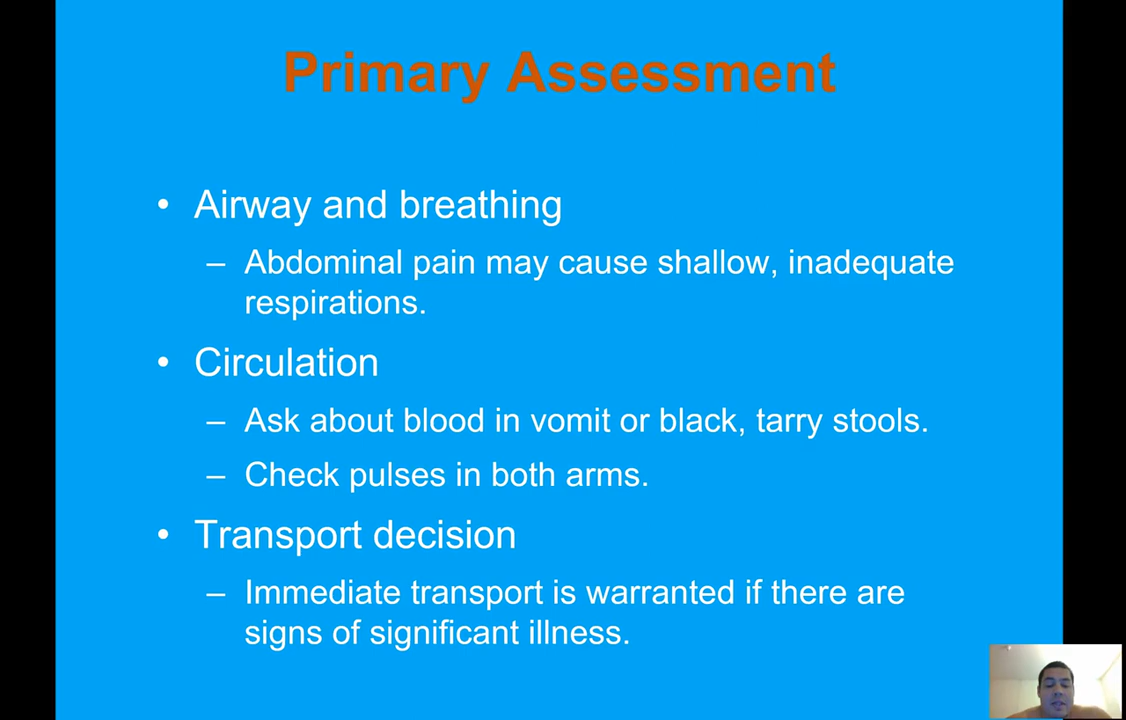 Primary Assessment
• Airway and breathing
– Abdominal pain may cause shallow, inadequate
respirations.
• Circulation
– Ask about blood in vomit or black, tarry stools.
– Check pulses in both arms.
• Transport decision
– Immediate transport is warranted if there are
signs of significant illness.